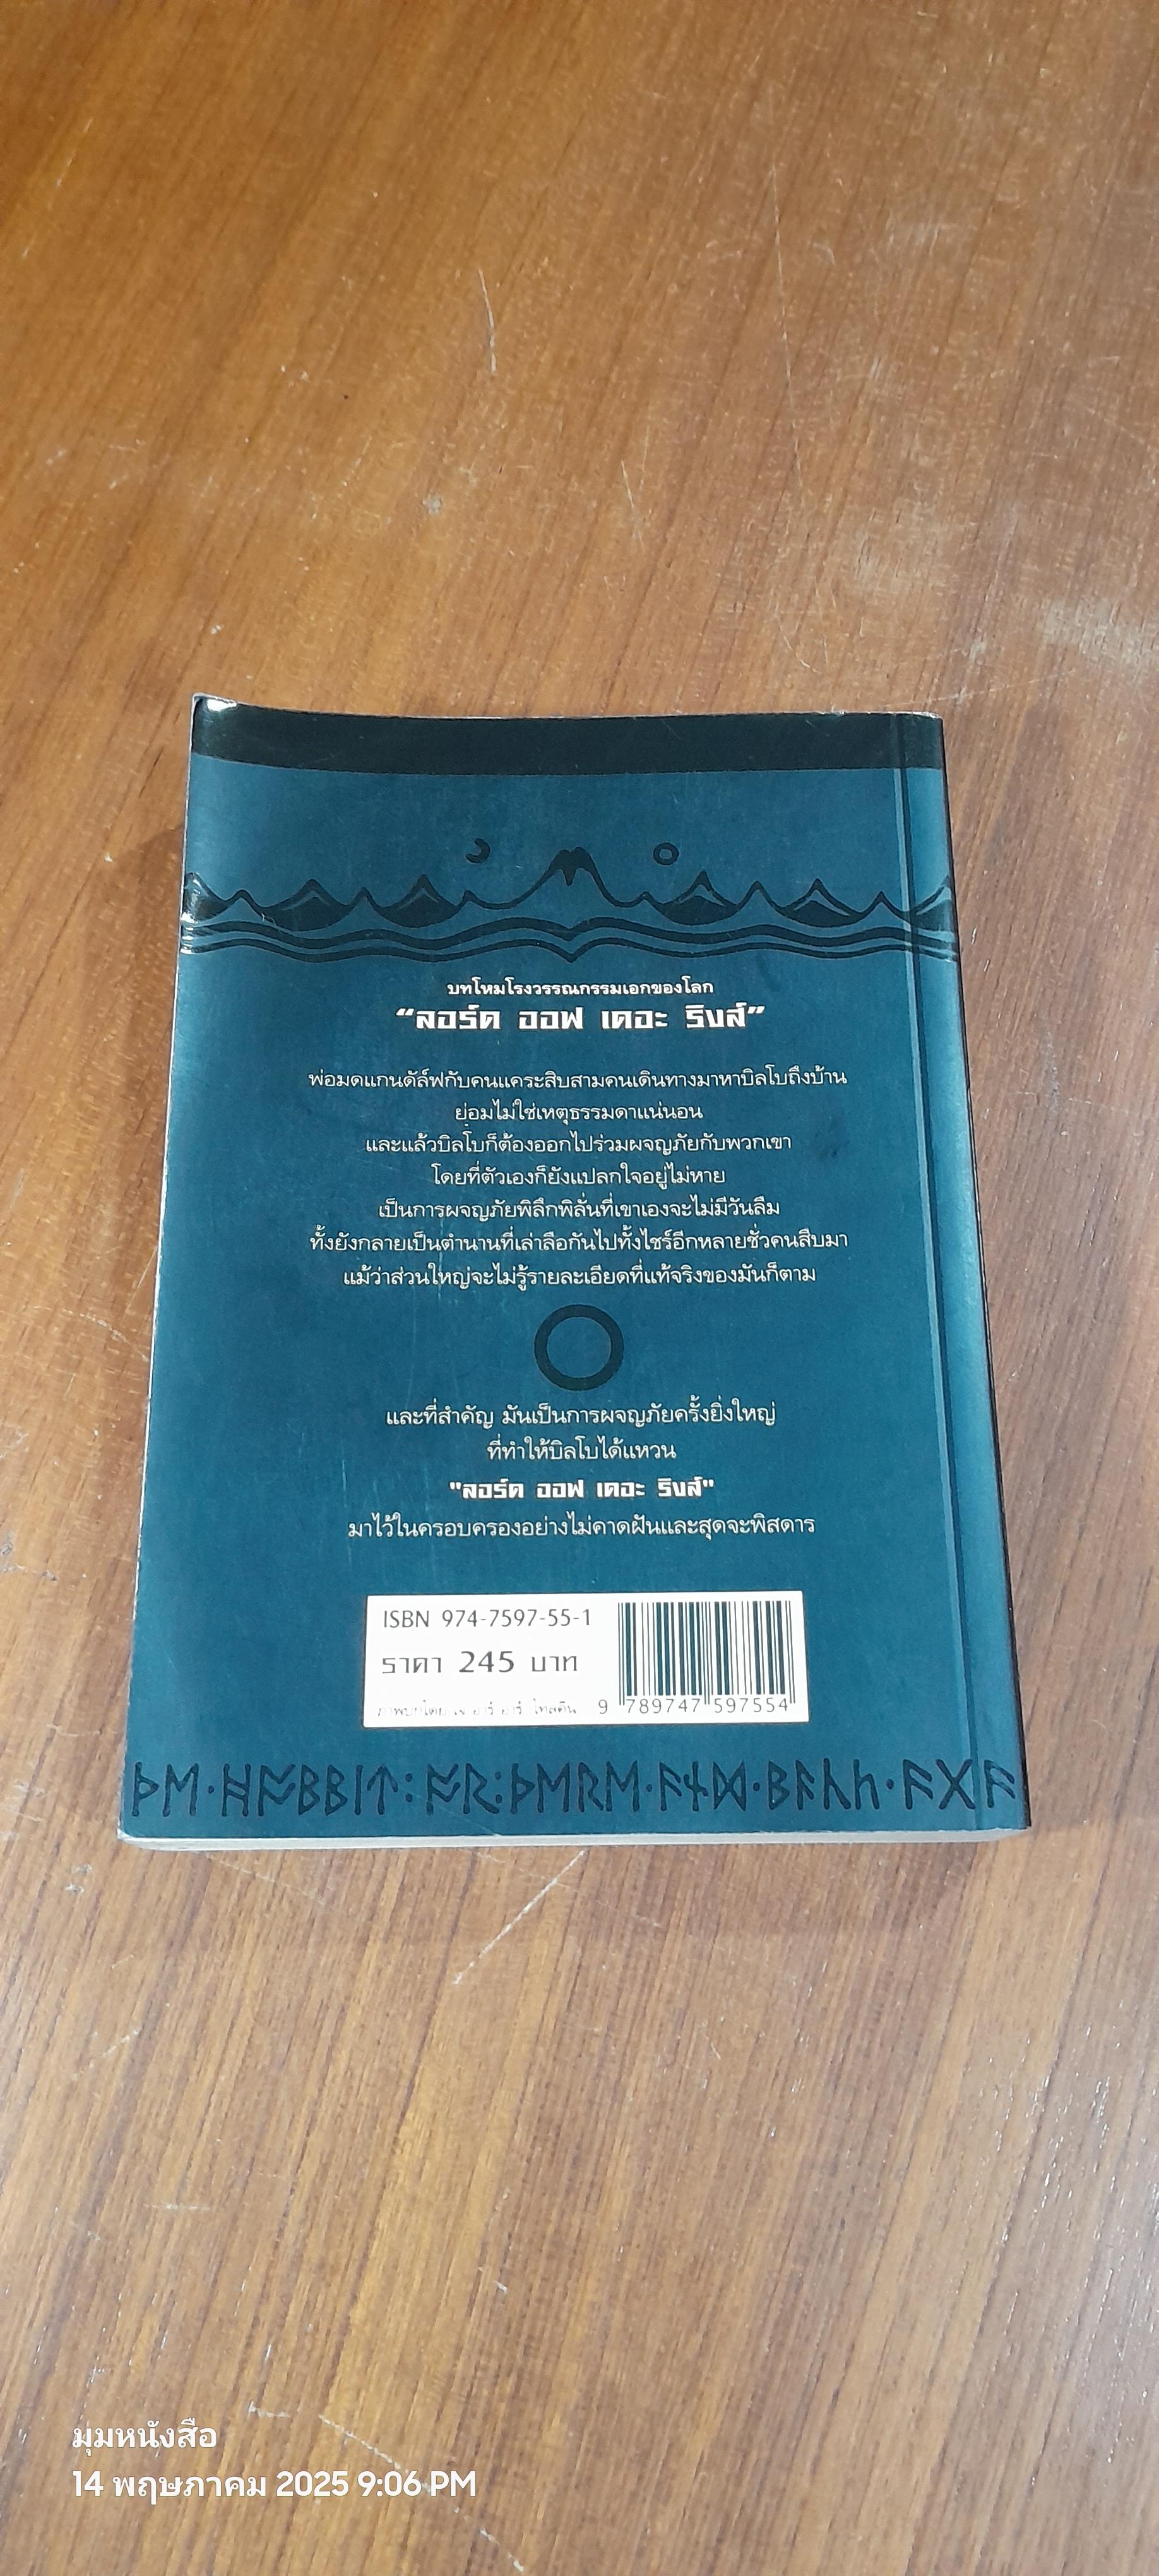 บทโหมโรงวรรณกรรมเอกของโลก
“ลอร์ด ออฟ เดอะ ริงส์”
พ่อมดแกนดัล์ฟกับคนแคระสิบสามคนเดินทางมาหาบิลโบถึงบ้าน
ย่อมไม่ใช่เหตุธรรมดาแน่นอน
และแล้วบิลโบก็ต้องออกไปร่วมผจญภัยกับพวกเขา
โดยที่ตัวเองก็ยังแปลกใจอยู่ไม่หาย
เป็นการผจญภัยพิลึกพิลั่นที่เขาเองจะไม่มีวันลืม
ทั้งยังกลายเป็นตำนานที่เล่าลือกันไปทั้งไชร์อีกหลายชั่วคนสืบมา
แม้ว่าส่วนใหญ่จะไม่รู้รายละเอียดที่แท้จริงของมันก็ตาม
และที่สำคัญ มันเป็นการผจญภัยครั้งยิ่งใหญ่
ที่ทำให้บิลโบได้แหวน
"ลอร์ด ออฟ เดอะ ริงส์"
มาไว้ในครอบครองอย่างไม่คาดฝันและสุดจะพิสดาร
ISBN 974-7597-55-1
ราคา 245 บาท
ภาพปกโดย เจ อาร์ อาร์ โทลคีน
9 789747 597554
มุมหนังสือ
14 พฤษภาคม 2025 9:06 PM